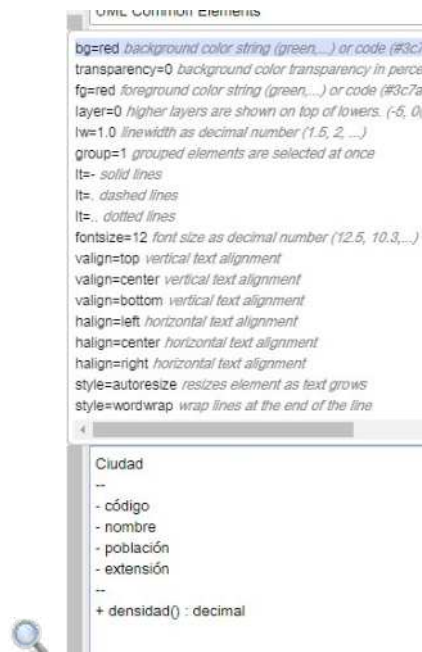 UML Common Elements
bg=red background color string (green,...) or code (#3c7
transparency=0 background color transparency in perce
fg=red foreground color string (green,...) or code (#3c7a
layer=0 higher layers are shown on top of lowers. (-5, 0
lw=1.0 linewidth as decimal number (1.5, 2, ...)
group=1 grouped elements are selected at once
lt=- solid lines
lt=. dashed lines
lt=.. dotted lines
fontsize=12 font size as decimal number (12.5, 10.3,...)
valign=top vertical text alignment
valign=center vertical text alignment
valign=bottom vertical text alignment
halign=left horizontal text alignment
halign=center horizontal text alignment
halign=right horizontal text alignment
style=autoresize resizes element as text grows
style=wordwrap wrap lines at the end of the line
Ciudad
--
- código
- nombre
- población
- extensión
--
+ densidad() : decimal